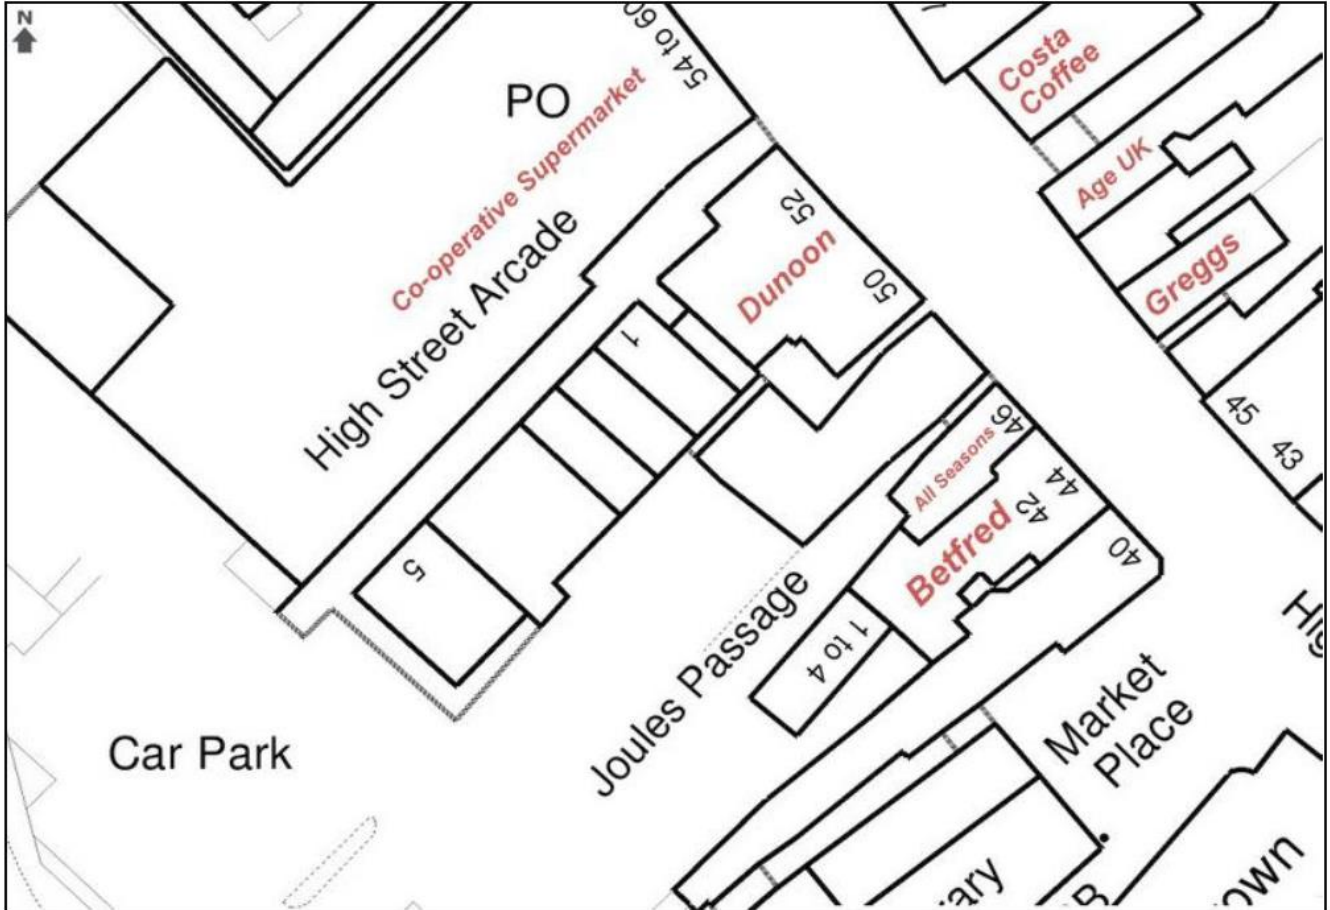 N
54 to 60
Costa
Coffee
PO
Co-operative Supermarket
Age UK
52
High Street Arcade
Dunoon
Greggs
50
1
45
46
43
All Seasons
44
42
Betfred
40
5
Joules Passage
1 to 4
Market
Place
Car Park